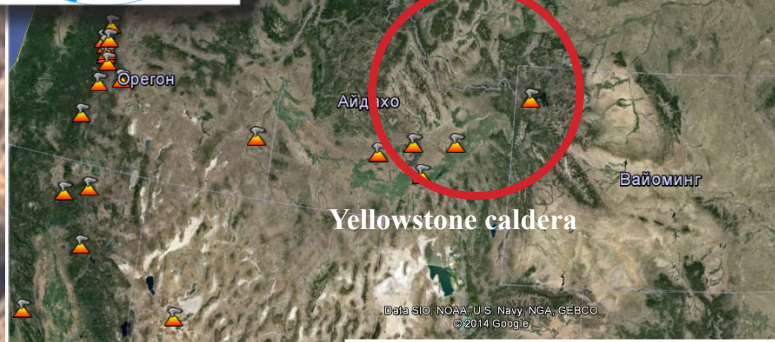 Орегон
Айдахо
Вайоминг
Yellowstone caldera
Data SIO, NOAA, U.S. Navy, NGA, GEBCO
© 2014 Google